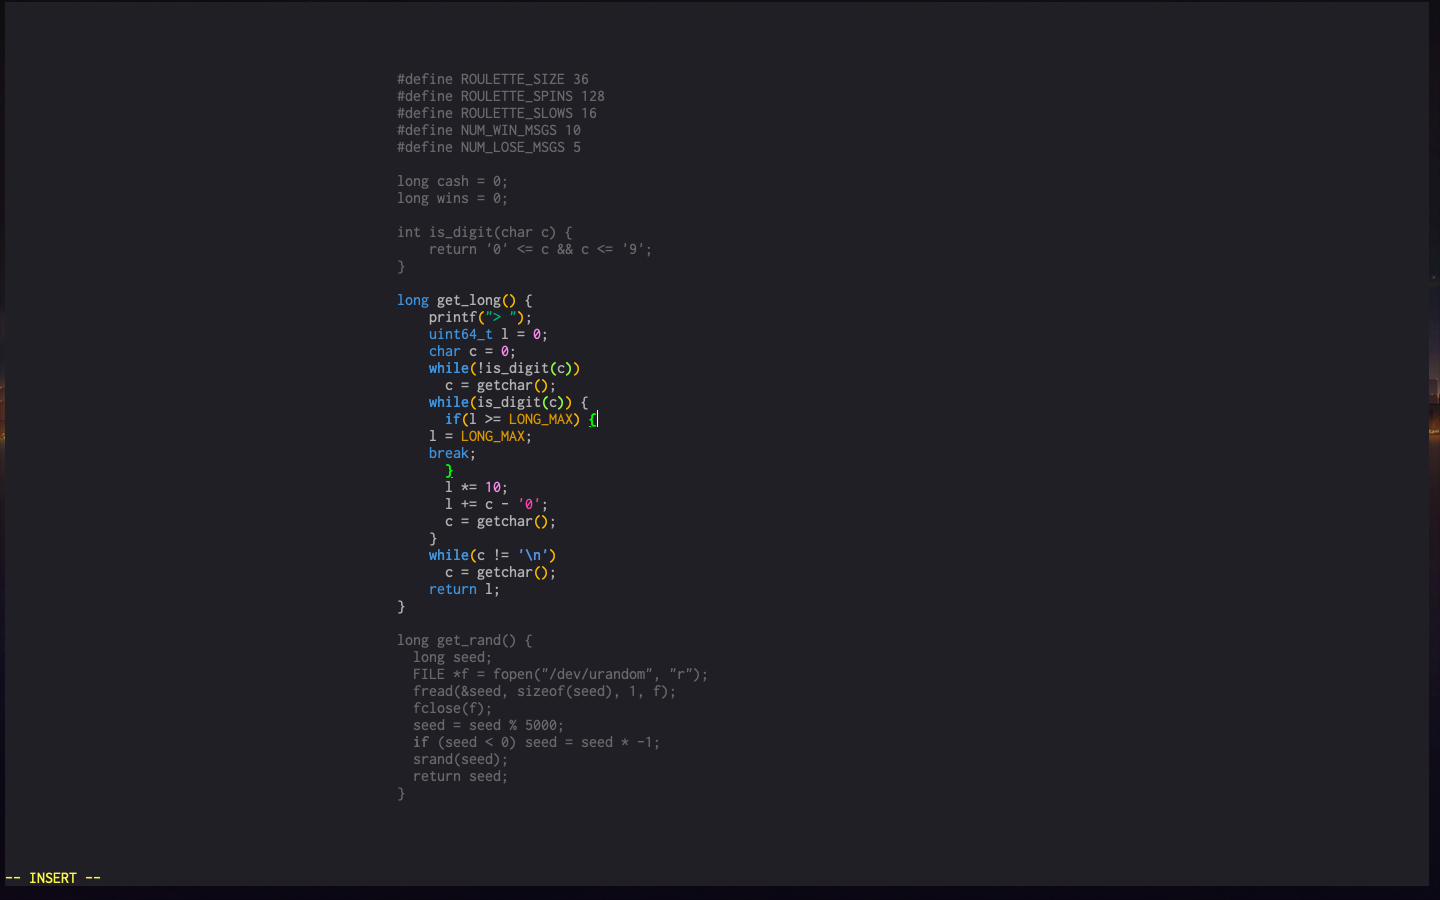 #define ROULETTE_SIZE 36
#define ROULETTE_SPINS 128
#define ROULETTE_SLOWS 16
#define NUM_WIN_MSGS 10
#define NUM_LOSE_MSGS 5

long cash = 0;
long wins = 0;

int is_digit(char c) {
    return '0' <= c && c <= '9';
}

long get_long() {
    printf("> ");
    uint64_t l = 0;
    char c = 0;
    while(!is_digit(c))
      c = getchar();
    while(is_digit(c)) {
      if(l >= LONG_MAX) {
    l = LONG_MAX;
    break;
      }
      l *= 10;
      l += c - '0';
      c = getchar();
    }
    while(c != '\n')
      c = getchar();
    return l;
}

long get_rand() {
  long seed;
  FILE *f = fopen("/dev/urandom", "r");
  fread(&seed, sizeof(seed), 1, f);
  fclose(f);
  seed = seed % 5000;
  if (seed < 0) seed = seed * -1;
  srand(seed);
  return seed;
}
-- INSERT --